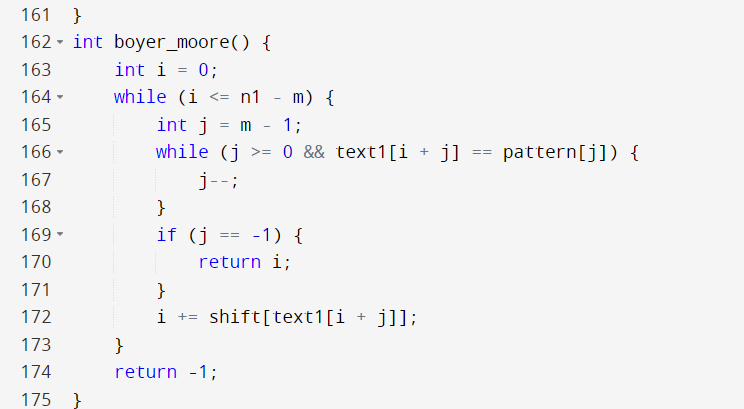 161 }
162 int boyer_moore() {
163     int i = 0;
164     while (i <= n1 - m) {
165         int j = m - 1;
166         while (j >= 0 && text1[i + j] == pattern[j]) {
167             j--;
168         }
169         if (j == -1) {
170             return i;
171         }
172         i += shift[text1[i + j]];
173     }
174     return -1;
175 }